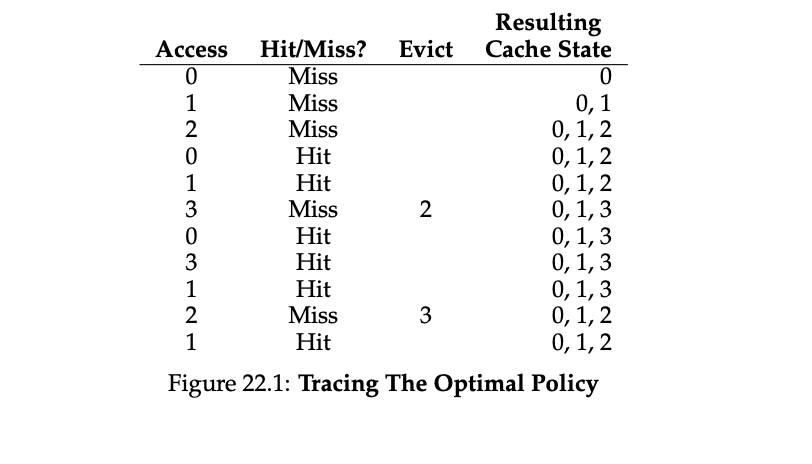 Resulting
Access Hit/Miss? Evict Cache State
0 Miss 0
1 Miss 0, 1
2 Miss 0, 1, 2
0 Hit 0, 1, 2
1 Hit 0, 1, 2
3 Miss 2 0, 1, 3
0 Hit 0, 1, 3
3 Hit 0, 1, 3
1 Hit 0, 1, 3
2 Miss 3 0, 1, 2
1 Hit 0, 1, 2
Figure 22.1: Tracing The Optimal Policy